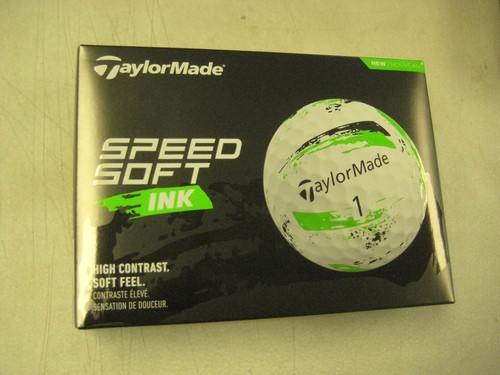 TaylorMade
NEW / NOUVEAU
SPEED
SOFT
INK
TaylorMade
1
HIGH CONTRAST.
SOFT FEEL.
CONTRASTE ÉLEVÉ.
SENSATION DE DOUCEUR.